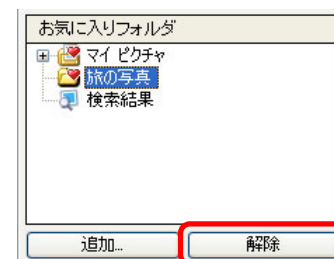 お気に入りフォルダ
マイ ピクチャ
旅の写真
検索結果
追加...
解除